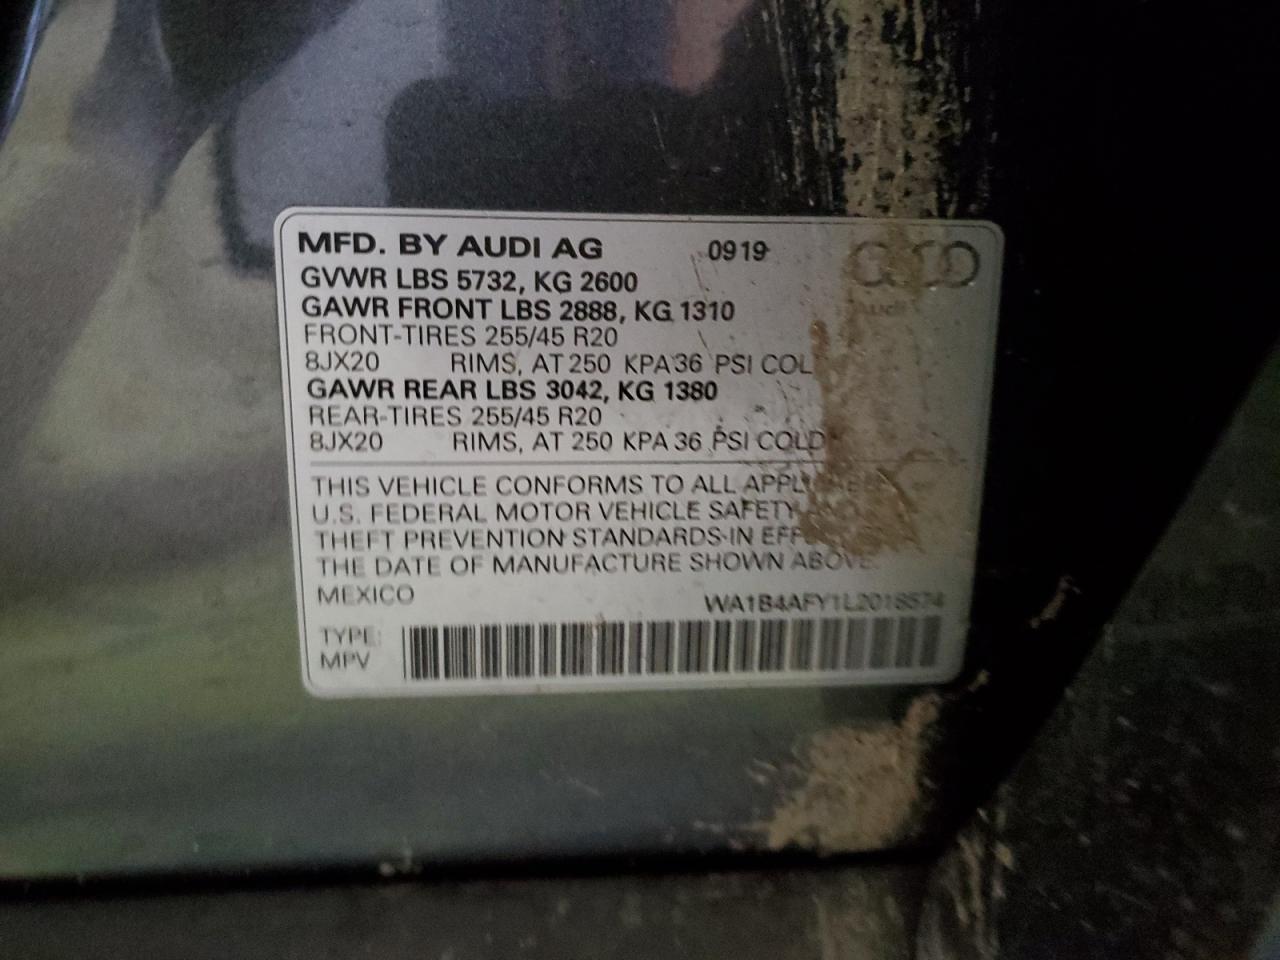 MFD. BY AUDI AG 0919
GVWR LBS 5732, KG 2600
GAWR FRONT LBS 2888, KG 1310
FRONT-TIRES 255/45 R20
8JX20 RIMS, AT 250 KPA 36 PSI COL
GAWR REAR LBS 3042, KG 1380
REAR-TIRES 255/45 R20
8JX20 RIMS, AT 250 KPA 36 PSI COLD
THIS VEHICLE CONFORMS TO ALL APPLICABLE
U.S. FEDERAL MOTOR VEHICLE SAFETY AND
THEFT PREVENTION STANDARDS IN EFFECT
THE DATE OF MANUFACTURE SHOWN ABOVE.
MEXICO
TYPE:
MPV